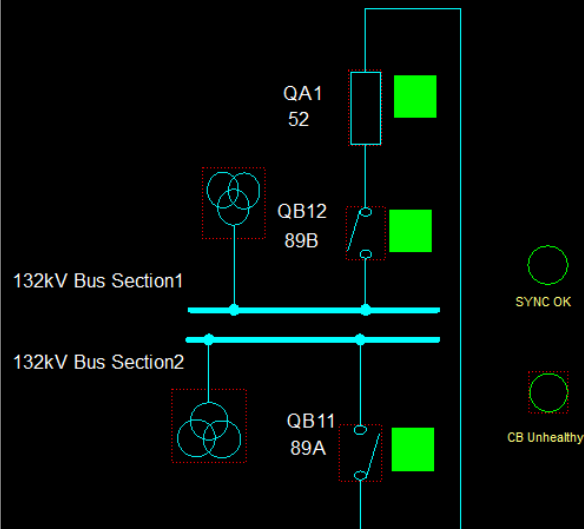 QA1
52
QB12
89B
132kV Bus Section1
SYNC OK
132kV Bus Section2
QB11
89A
CB Unhealthy